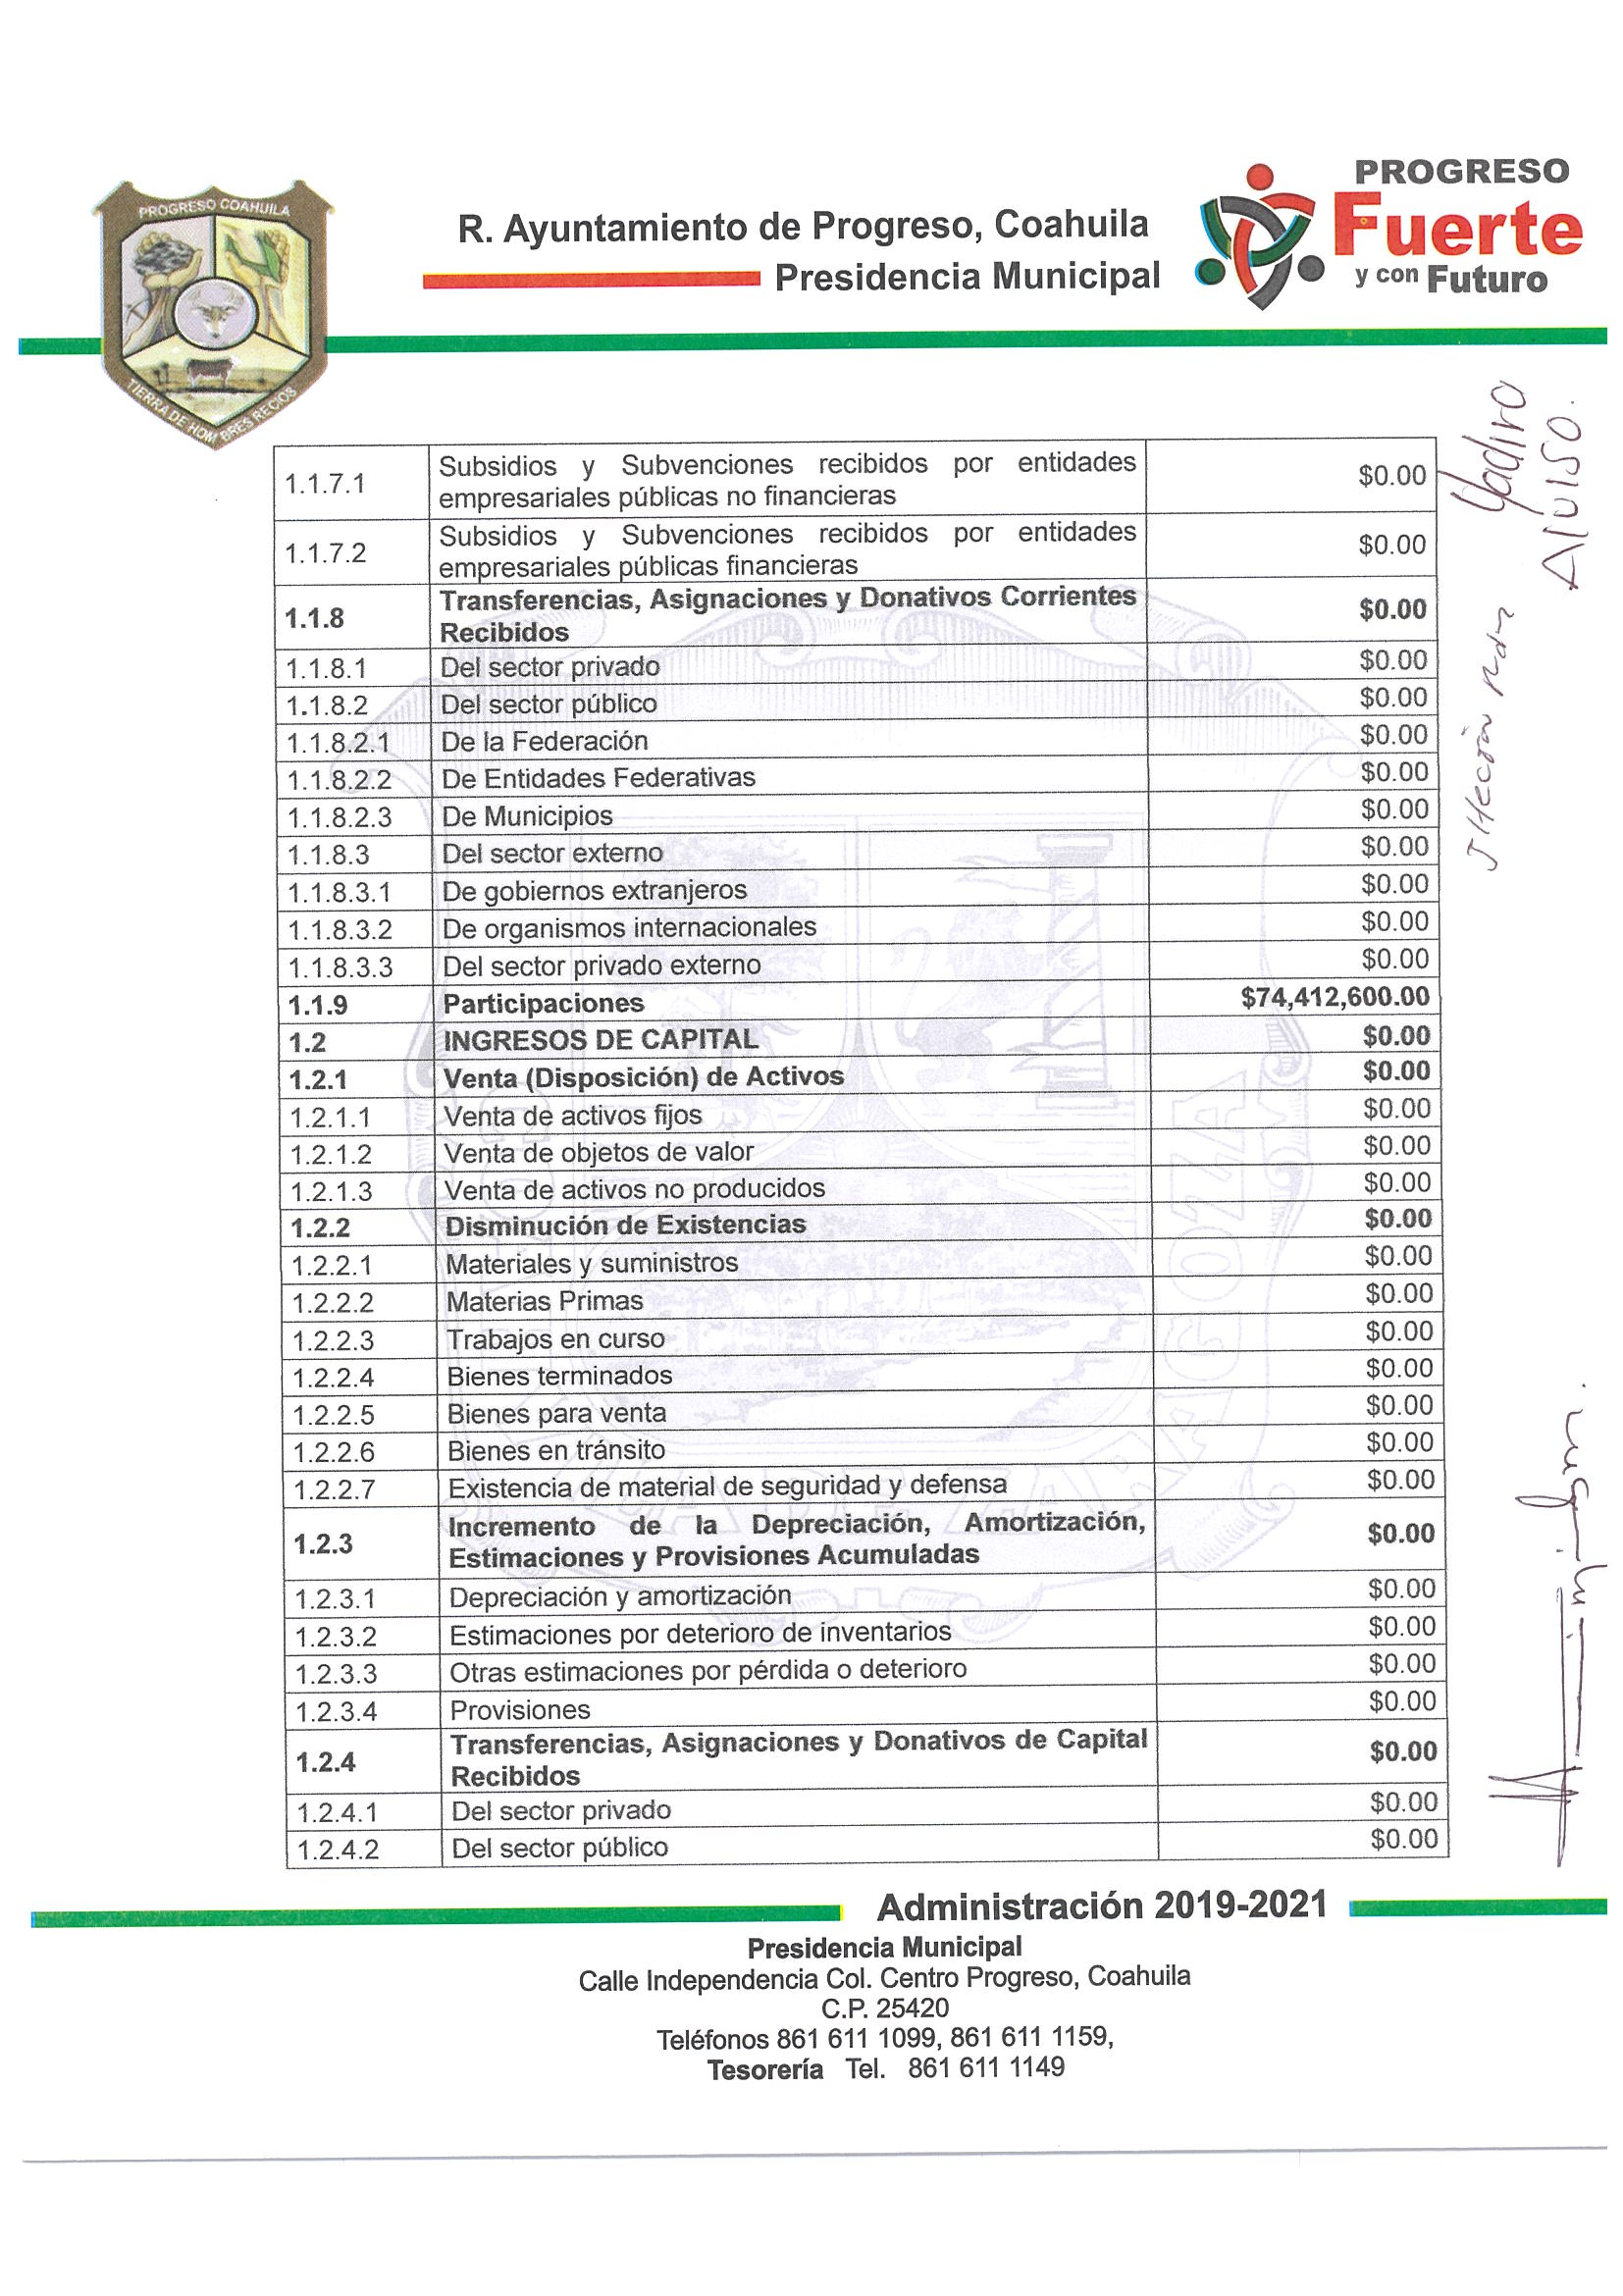 PROGRESO COAHUILA
TIERRA DE HOMBRES RECIOS
R. Ayuntamiento de Progreso, Coahuila
Presidencia Municipal
PROGRESO
Fuerte
y con Futuro
1.1.7.1 Subsidios y Subvenciones recibidos por entidades
empresariales públicas no financieras $0.00
1.1.7.2 Subsidios y Subvenciones recibidos por entidades
empresariales públicas financieras $0.00
1.1.8 Transferencias, Asignaciones y Donativos Corrientes
Recibidos $0.00
1.1.8.1 Del sector privado $0.00
1.1.8.2 Del sector público $0.00
1.1.8.2.1 De la Federación $0.00
1.1.8.2.2 De Entidades Federativas $0.00
1.1.8.2.3 De Municipios $0.00
1.1.8.3 Del sector externo $0.00
1.1.8.3.1 De gobiernos extranjeros $0.00
1.1.8.3.2 De organismos internacionales $0.00
1.1.8.3.3 Del sector privado externo $0.00
1.1.9 Participaciones $74,412,600.00
1.2 INGRESOS DE CAPITAL $0.00
1.2.1 Venta (Disposición) de Activos $0.00
1.2.1.1 Venta de activos fijos $0.00
1.2.1.2 Venta de objetos de valor $0.00
1.2.1.3 Venta de activos no producidos $0.00
1.2.2 Disminución de Existencias $0.00
1.2.2.1 Materiales y suministros $0.00
1.2.2.2 Materias Primas $0.00
1.2.2.3 Trabajos en curso $0.00
1.2.2.4 Bienes terminados $0.00
1.2.2.5 Bienes para venta $0.00
1.2.2.6 Bienes en tránsito $0.00
1.2.2.7 Existencia de material de seguridad y defensa $0.00
1.2.3 Incremento de la Depreciación, Amortización,
Estimaciones y Provisiones Acumuladas $0.00
1.2.3.1 Depreciación y amortización $0.00
1.2.3.2 Estimaciones por deterioro de inventarios $0.00
1.2.3.3 Otras estimaciones por pérdida o deterioro $0.00
1.2.3.4 Provisiones $0.00
1.2.4 Transferencias, Asignaciones y Donativos de Capital
Recibidos $0.00
1.2.4.1 Del sector privado $0.00
1.2.4.2 Del sector público $0.00
Administración 2019-2021
Presidencia Municipal
Calle Independencia Col. Centro Progreso, Coahuila
C.P. 25420
Teléfonos 861 611 1099, 861 611 1159,
Tesorería Tel. 861 611 1149